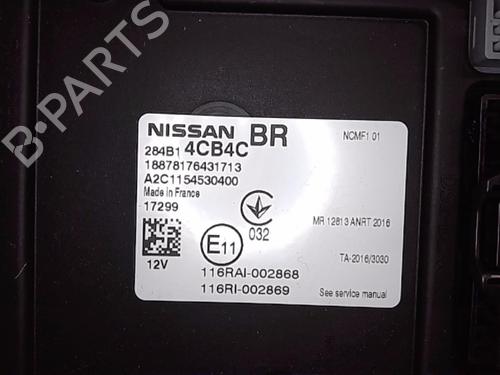 NISSAN BR NCMF1 01
284B1 4CB4C
18878176431713
A2C1154530400
Made in France
17299
032
MR 12813 ANRT 2016
E11
12V
TA-2016/3030
116RAI-002868
116RI-002869
See service manual
B-PARTS